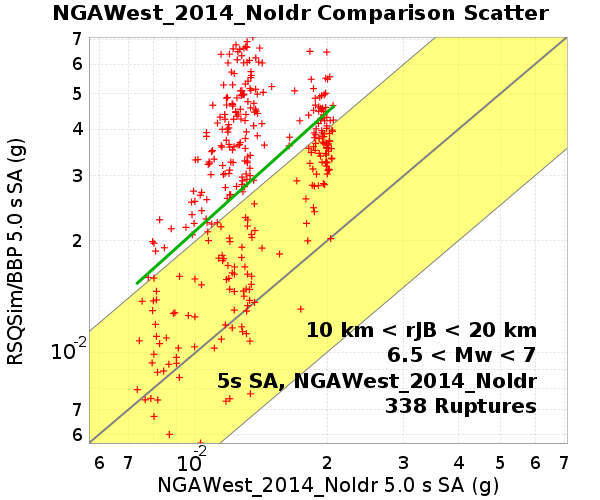 NGAWest_2014_NoIdr Comparison Scatter
7
6
5
4
3
2
10-2
7
6
RSQSim/BBP 5.0 s SA (g)
10 km < rJB < 20 km
6.5 < Mw < 7
5s SA, NGAWest_2014_NoIdr
338 Ruptures
6 7 10-2 2 3 4 5 6 7
NGAWest_2014_NoIdr 5.0 s SA (g)